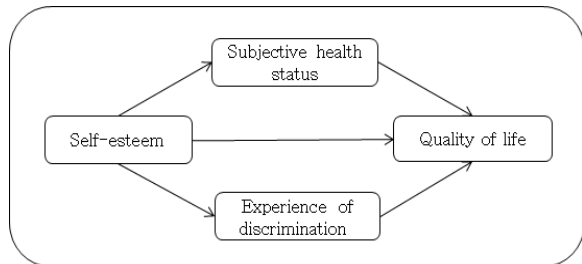 Subjective health
status
Self-esteem
Quality of life
Experience of
discrimination